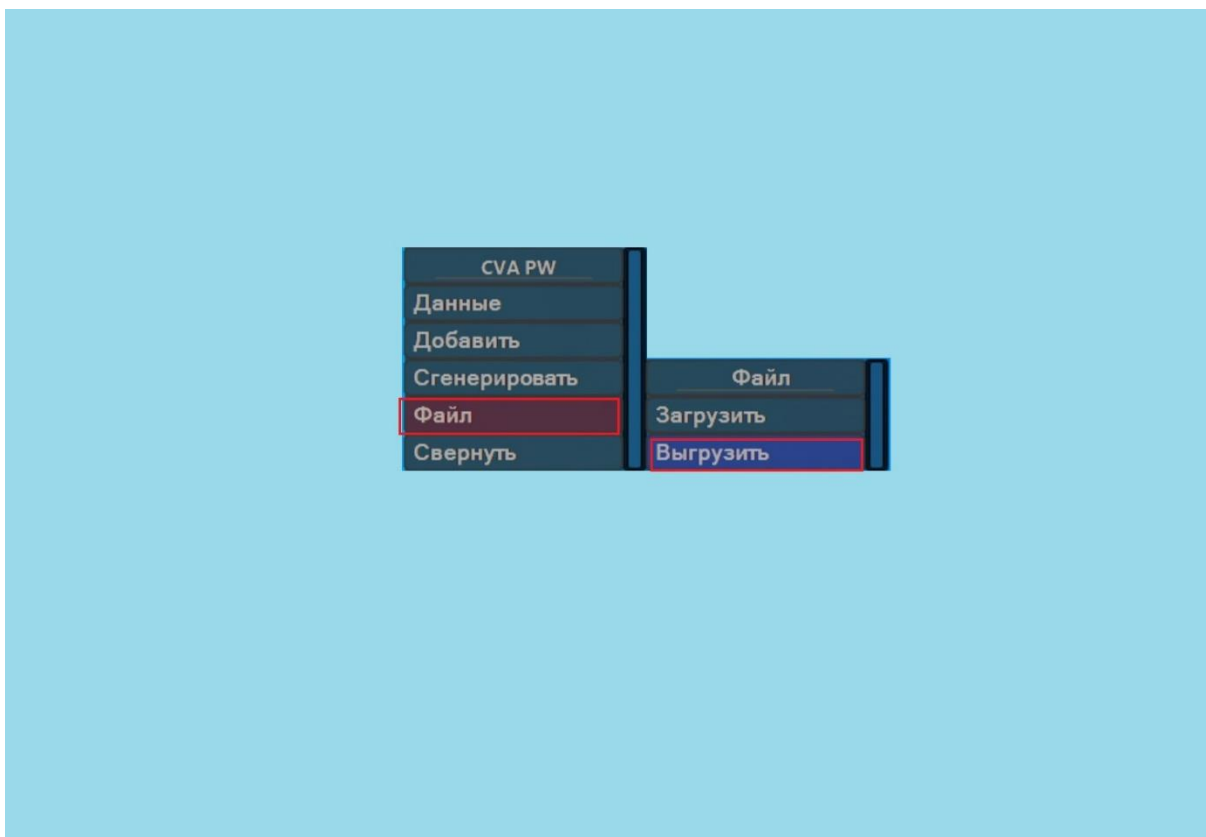 CVA PW
Данные
Добавить
Сгенерировать
Файл
Свернуть
Файл
Загрузить
Выгрузить